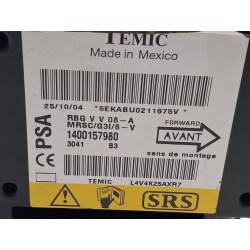 TEMIC
Made in Mexico
25/10/04 "5EKABU0211675V"
RBG V V 08-A
MRSC/G3I/8-V
1400157980
3041 B3
PSA
FORWARD
AVANT
sens de montage
TEMIC L4V4K25AXR7
SRS